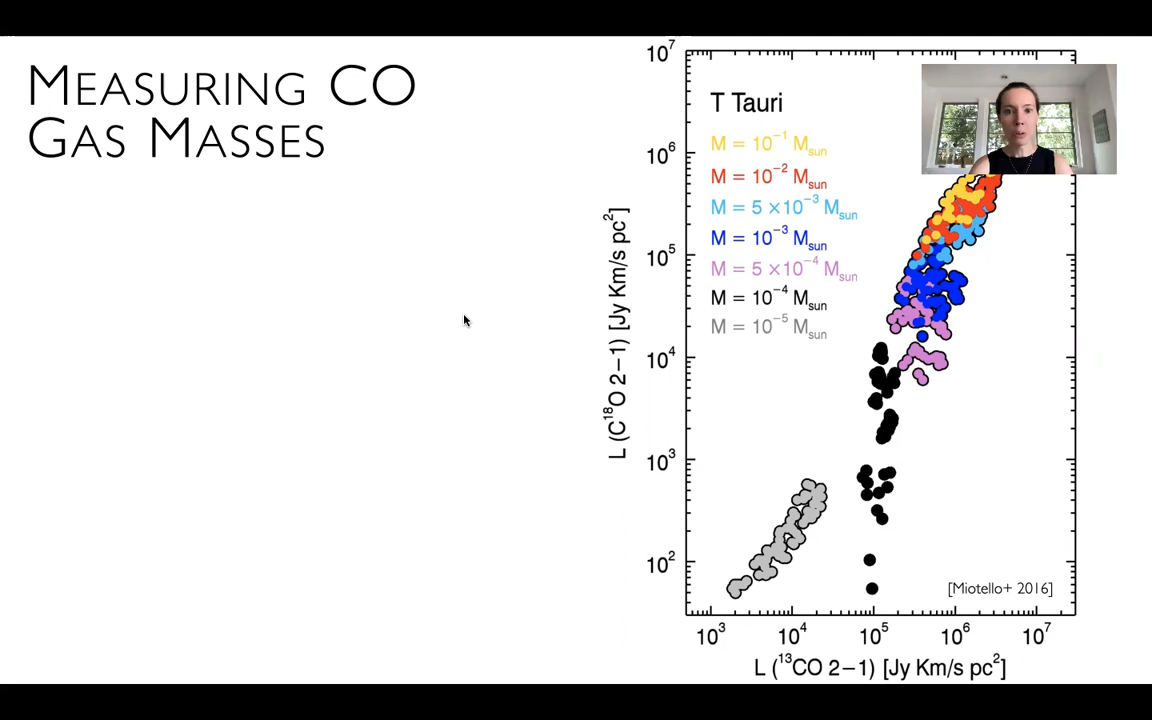 MEASURING CO
GAS MASSES
T Tauri
M = 10⁻¹ Msun
M = 10⁻² Msun
M = 5 ×10⁻³ Msun
M = 10⁻³ Msun
M = 5 ×10⁻⁴ Msun
M = 10⁻⁴ Msun
M = 10⁻⁵ Msun
10⁷
10⁶
10⁵
10⁴
10³
10²
L (C¹⁸O 2−1) [Jy Km/s pc²]
[Miotello+ 2016]
10³ 10⁴ 10⁵ 10⁶ 10⁷
L (¹³CO 2−1) [Jy Km/s pc²]